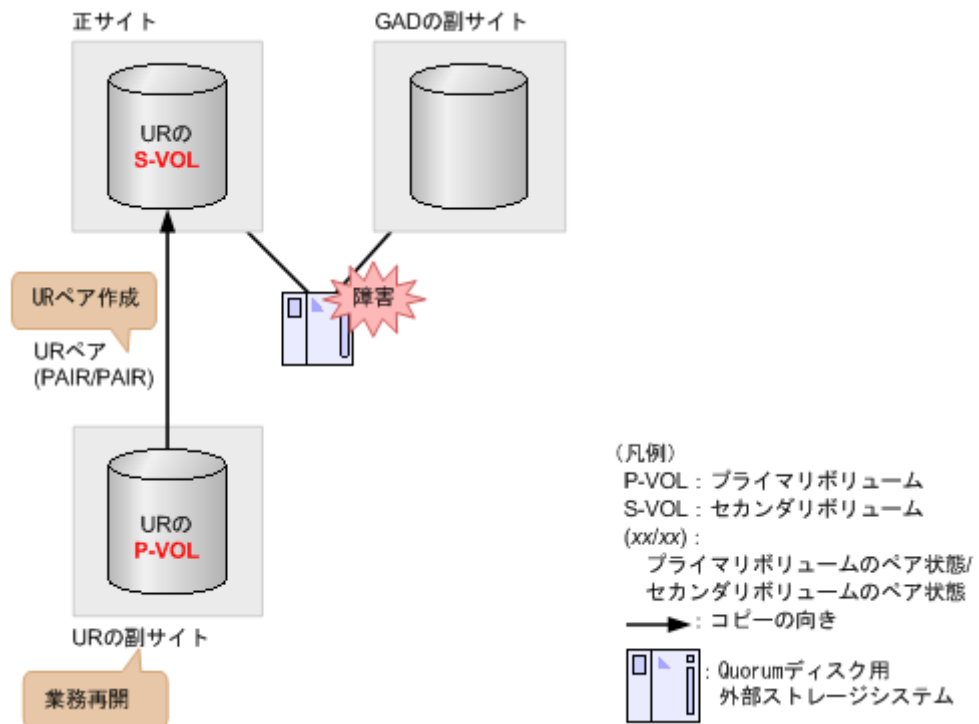 正サイト
GADの副サイト
URの
S-VOL
障害
URペア作成
URペア
(PAIR/PAIR)
URの
P-VOL
URの副サイト
業務再開
（凡例）
P-VOL：プライマリボリューム
S-VOL：セカンダリボリューム
(xx/xx)：
プライマリボリュームのペア状態/
セカンダリボリュームのペア状態
：コピーの向き
：Quorumディスク用
外部ストレージシステム